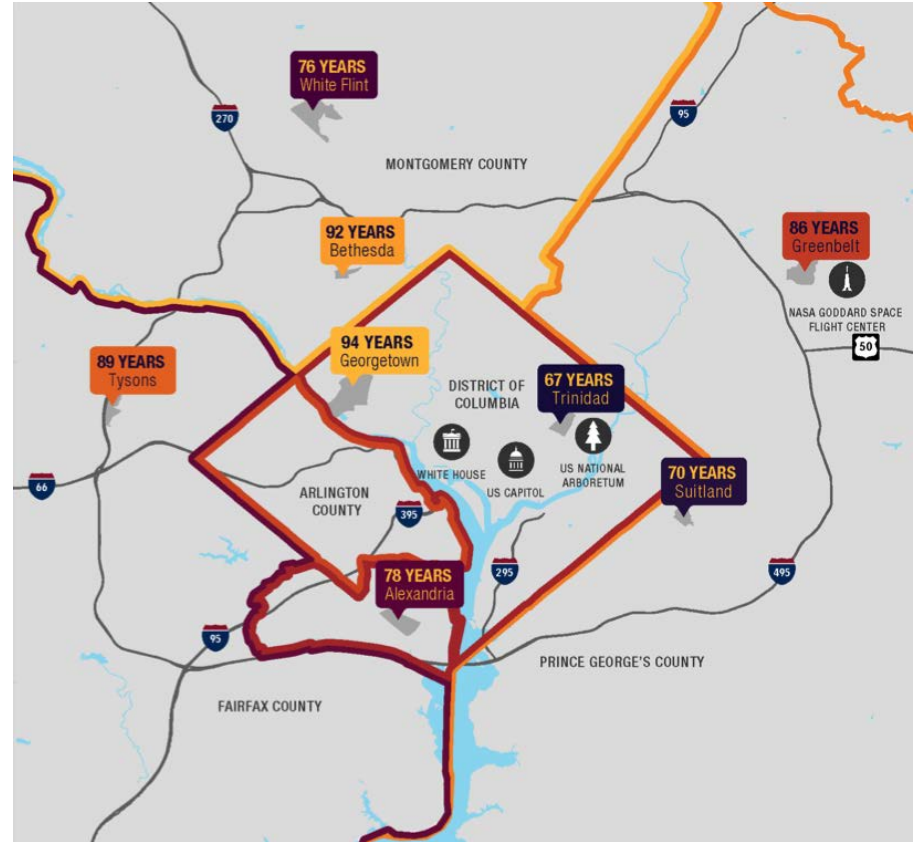 76 YEARS
White Flint
270
95
MONTGOMERY COUNTY
92 YEARS
Bethesda
86 YEARS
Greenbelt
NASA GODDARD SPACE
FLIGHT CENTER
50
94 YEARS
Georgetown
89 YEARS
Tysons
DISTRICT OF
COLUMBIA
67 YEARS
Trinidad
WHITE HOUSE
US CAPITOL
US NATIONAL
ARBORETUM
70 YEARS
Suitland
66
ARLINGTON
COUNTY
395
295
495
78 YEARS
Alexandria
95
PRINCE GEORGE'S COUNTY
FAIRFAX COUNTY